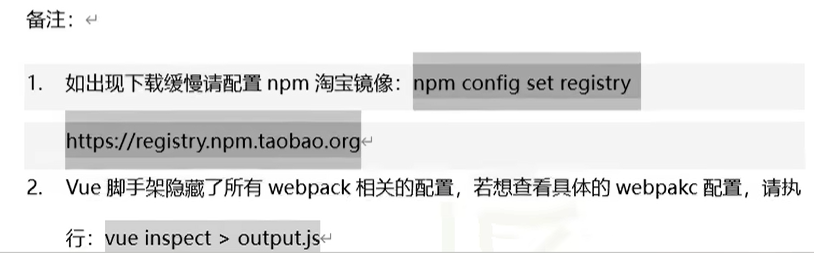 备注：
1. 如出现下载缓慢请配置 npm 淘宝镜像：npm config set registry
https://registry.npm.taobao.org
2. Vue 脚手架隐藏了所有 webpack 相关的配置，若想查看具体的 webpakc 配置，请执
行：vue inspect > output.js